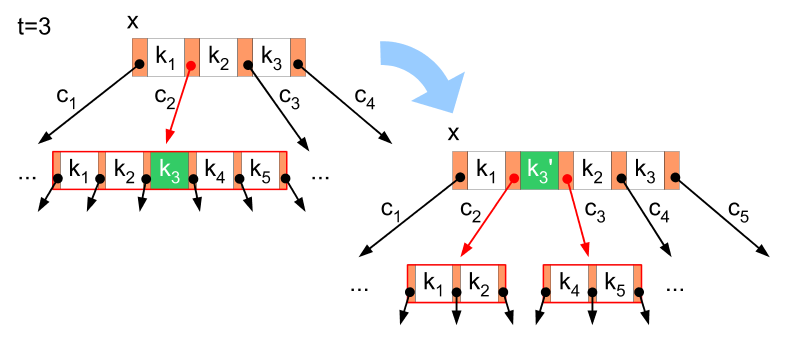 t=3
x
k₁ k₂ k₃
c₁ c₂ c₃ c₄
... k₁ k₂ k₃ k₄ k₅ ...
x
k₁ k₃' k₂ k₃
c₁ c₂ c₃ c₄ c₅
... k₁ k₂ k₄ k₅ ...